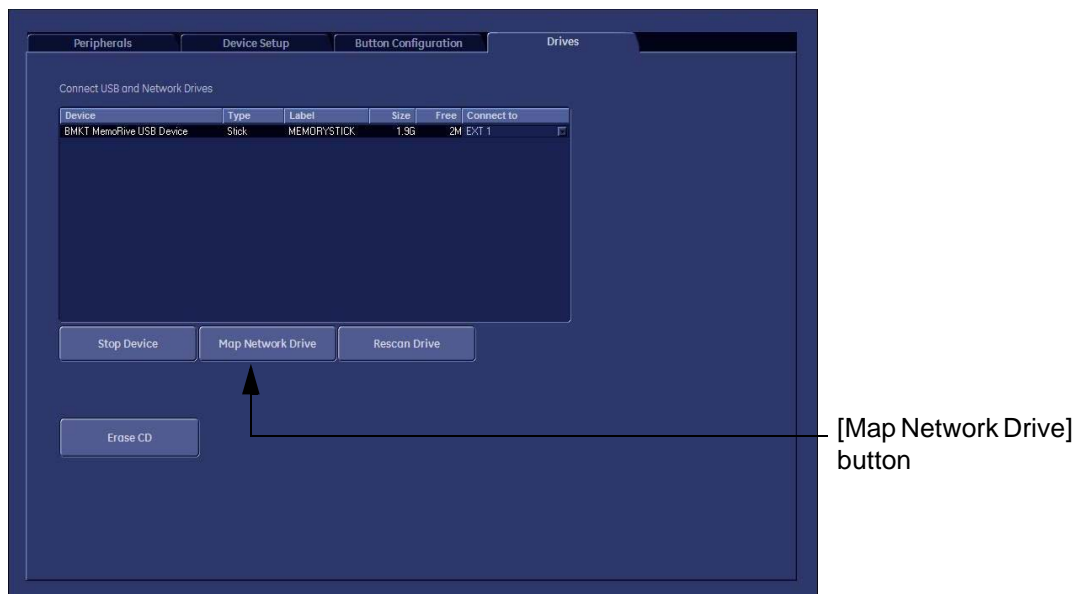 Peripherals Device Setup Button Configuration Drives
Connect USB and Network Drives
Device Type Label Size Free Connect to
BMKT MemoRive USB Device Stick MEMORYSTICK 1.9G 2M EXT 1
Stop Device Map Network Drive Rescan Drive
Erase CD
[Map Network Drive]
button